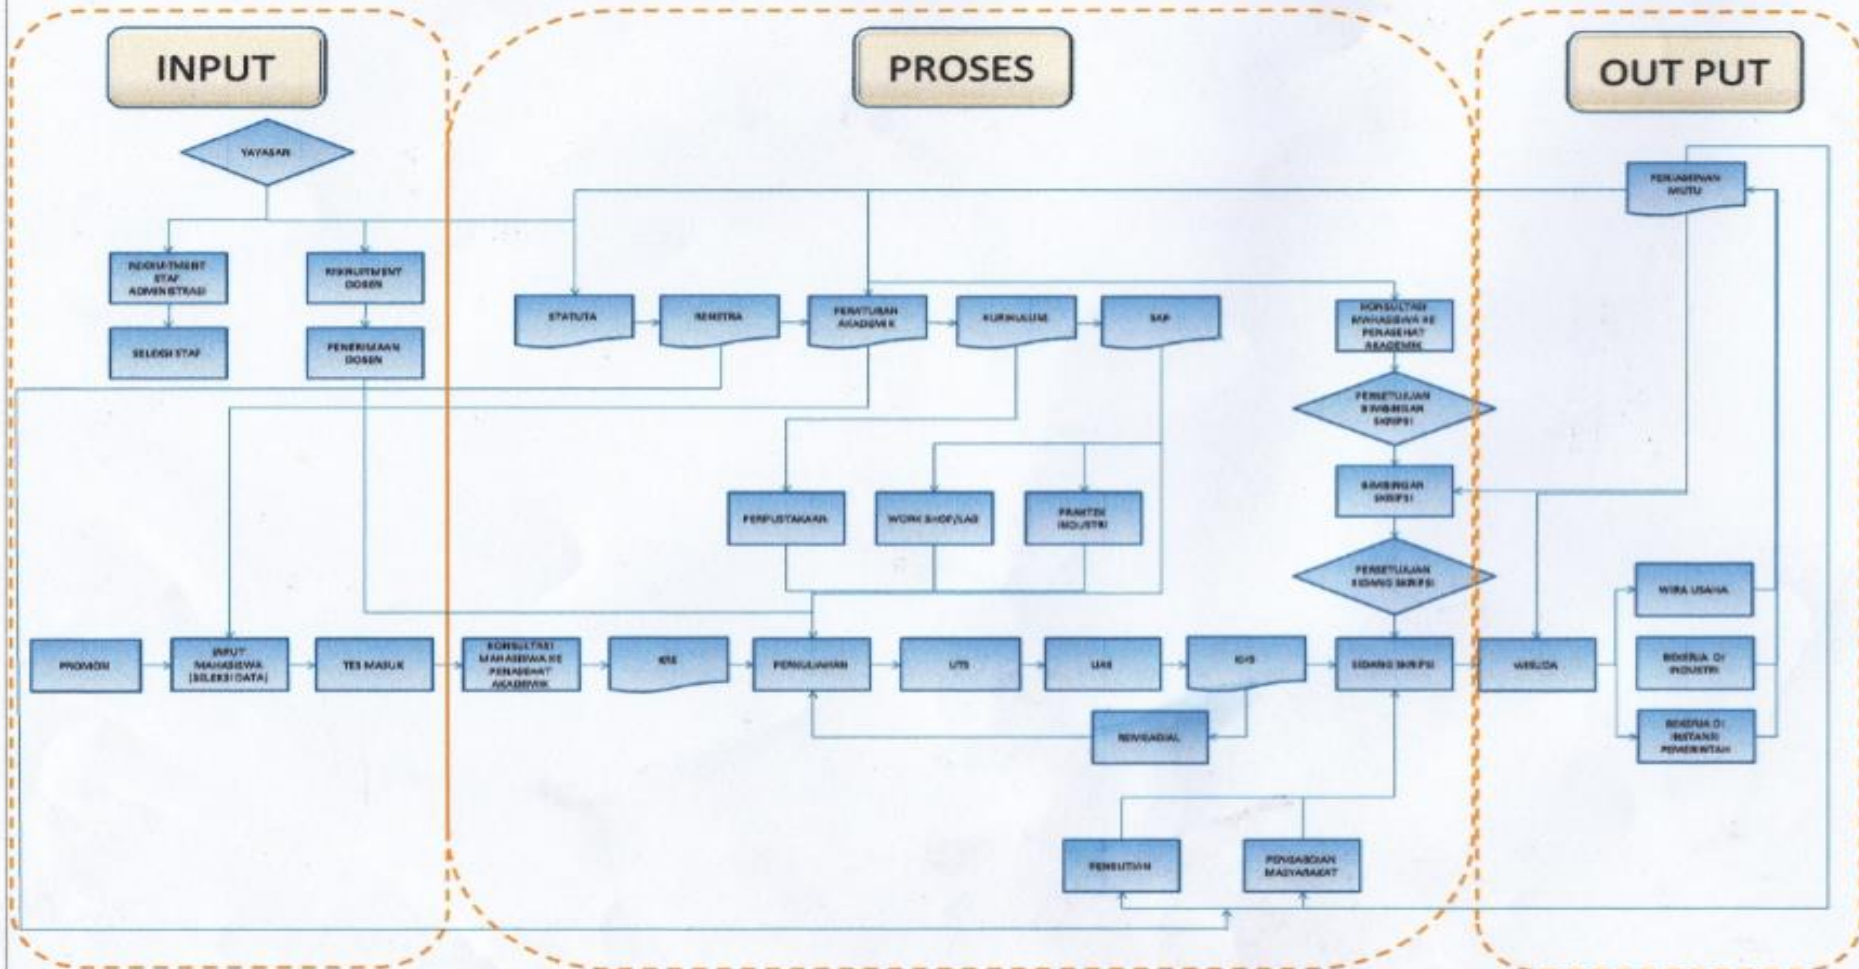 INPUT
PROSES
OUT PUT
YAYASAN
PENJAMINAN
MUTU
REKRUITMENT
STAF
ADMINISTRASI
REKRUITMENT
DOSEN
STATUTA
RENSTRA
PERATURAN
AKADEMIK
KURIKULUM
SAP
KONSULTASI
MAHASISWA KE
PENASEHAT
AKADEMIK
SELEKSI STAF
PENERIMAAN
DOSEN
PERSETUJUAN
BIMBINGAN
SKRIPSI
PERPUSTAKAAN
WORK SHOP/LAB
PRAKTEK
INDUSTRI
BIMBINGAN
SKRIPSI
PERSETUJUAN
SIDANG SKRIPSI
WIRA USAHA
PROMOSI
INPUT
MAHASISWA
(SELEKSI DATA)
TES MASUK
KONSULTASI
MAHASISWA KE
PENASEHAT
AKADEMIK
KRS
PERKULIAHAN
UTS
UAS
KHS
SIDANG SKRIPSI
WISUDA
BEKERJA DI
INDUSTRI
REMEADIAL
BEKERJA DI
INSTANSI
PEMERINTAH
PENELITIAN
PENGABDIAN
MASYARAKAT